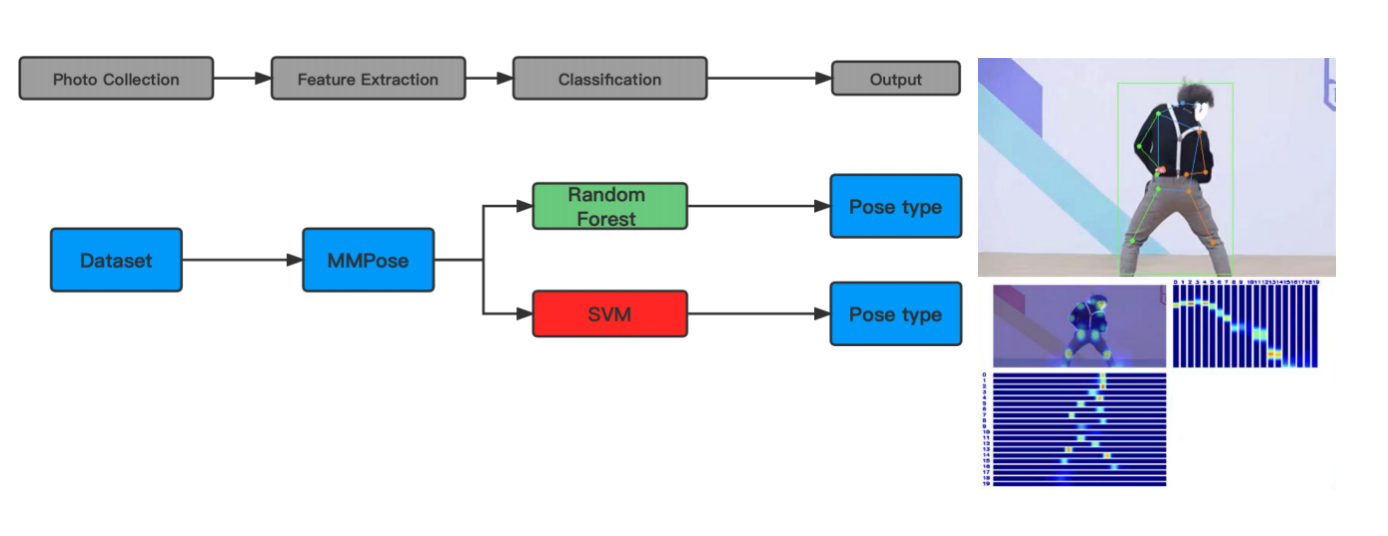 Photo Collection
Feature Extraction
Classification
Output
Random
Forest
Pose type
Dataset
MMPose
SVM
Pose type
0 1 2 3 4 5 6 7 8 9 10 11 12 13 14 15 16 17 18 19
0
1
2
3
4
5
6
7
8
9
10
11
12
13
14
15
16
17
18
19